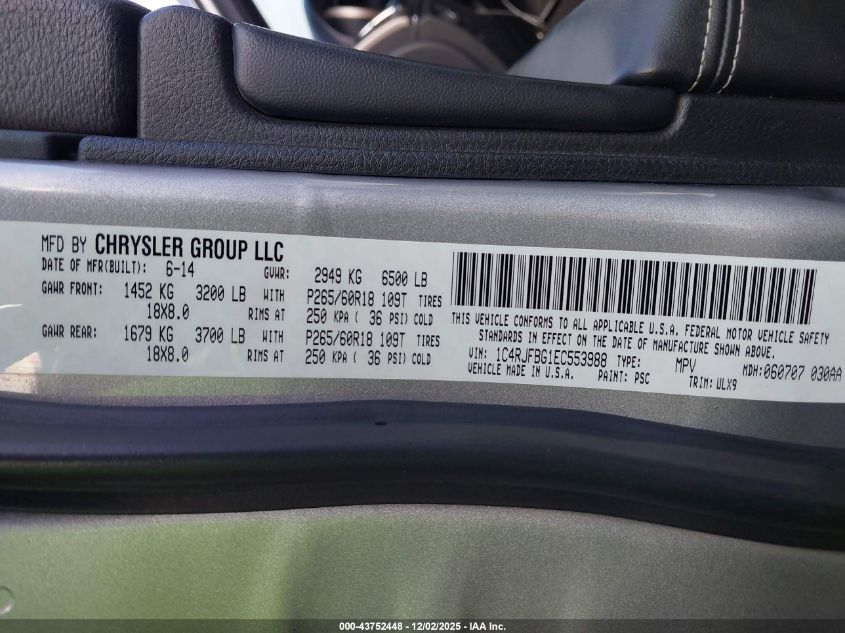 MFD BY CHRYSLER GROUP LLC
DATE OF MFR(BUILT): 6-14 GVWR: 2949 KG 6500 LB
GAWR FRONT: 1452 KG 3200 LB WITH P265/60R18 109T TIRES
18X8.0 RIMS AT 250 KPA ( 36 PSI) COLD
GAWR REAR: 1679 KG 3700 LB WITH P265/60R18 109T TIRES
18X8.0 RIMS AT 250 KPA ( 36 PSI) COLD
THIS VEHICLE CONFORMS TO ALL APPLICABLE U.S.A. FEDERAL MOTOR VEHICLE SAFETY
STANDARDS IN EFFECT ON THE DATE OF MANUFACTURE SHOWN ABOVE.
VIN: 1C4RJFBG1EC553988 TYPE: MPV MDH:060707 030AA
VEHICLE MADE IN U.S.A. PAINT: PSC TRIM: ULX9
000-43752448 - 12/02/2025 - IAA Inc.